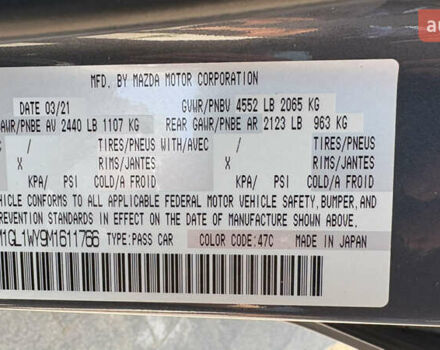 MFD. BY MAZDA MOTOR CORPORATION
DATE 03/21 GVWR/PNBV 4552 LB 2065 KG
GAWR/PNBE AV 2440 LB 1107 KG REAR GAWR/PNBE AR 2123 LB 963 KG
/ TIRES/PNEUS WITH/AVEC / TIRES/PNEUS
X RIMS/JANTES X RIMS/JANTES
KPA/ PSI COLD/A FROID KPA/ PSI COLD/A FROID
VEHICLE CONFORMS TO ALL APPLICABLE FEDERAL MOTOR VEHICLE SAFETY, BUMPER, AND
PREVENTION STANDARDS IN EFFECT ON THE DATE OF MANUFACTURE SHOWN ABOVE.
M1GL1WY9M1611766 TYPE: PASS CAR COLOR CODE: 47C MADE IN JAPAN